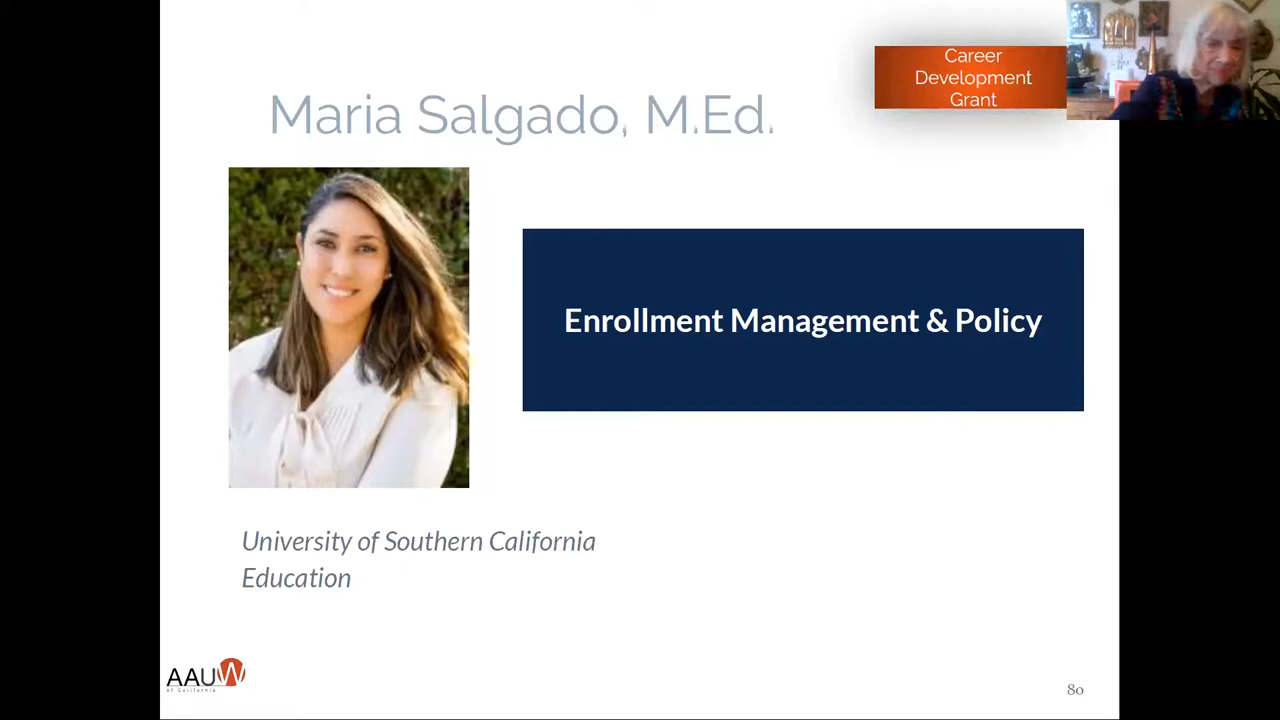 Career
Development
Grant
Maria Salgado, M.Ed.
Enrollment Management & Policy
University of Southern California
Education
AAUW
of California
80